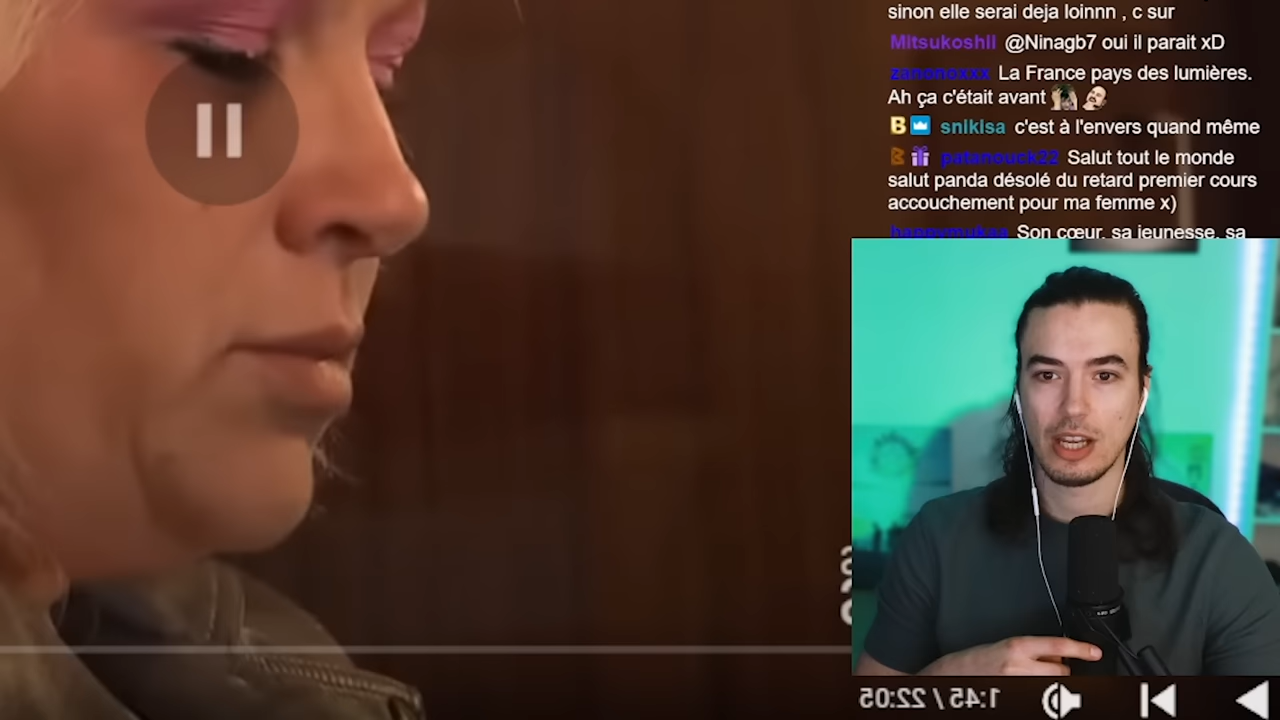 sinon elle serai deja loinnn , c sur
Mitsukoshii @Ninagb7 oui il parait xD
zanonoxxx La France pays des lumières.
Ah ça c'était avant
snikisa c'est à l'envers quand même
patanouck22 Salut tout le monde
salut panda désolé du retard premier cours
accouchement pour ma femme x)
Son cœur, sa jeunesse, sa
1:45 / 22:05